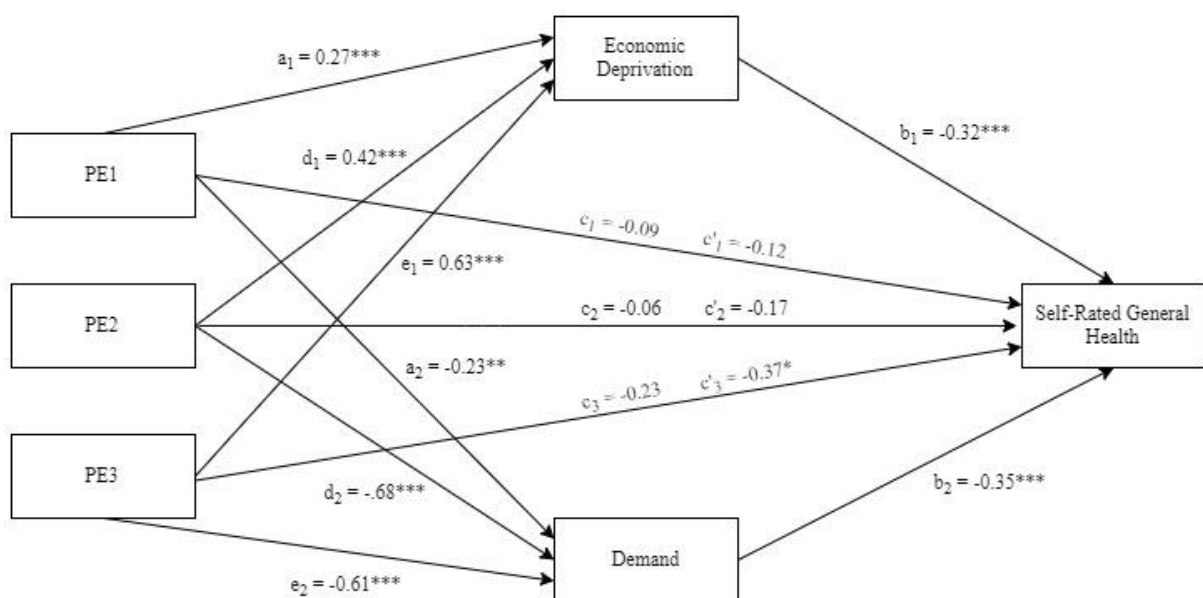 Economic
Deprivation
a₁ = 0.27***
b₁ = -0.32***
PE1
d₁ = 0.42***
c₁ = -0.09
c'₁ = -0.12
e₁ = 0.63***
PE2
c₂ = -0.06
c'₂ = -0.17
Self-Rated General
Health
a₂ = -0.23**
c₃ = -0.23
c'₃ = -0.37*
PE3
d₂ = -.68***
b₂ = -0.35***
Demand
e₂ = -0.61***